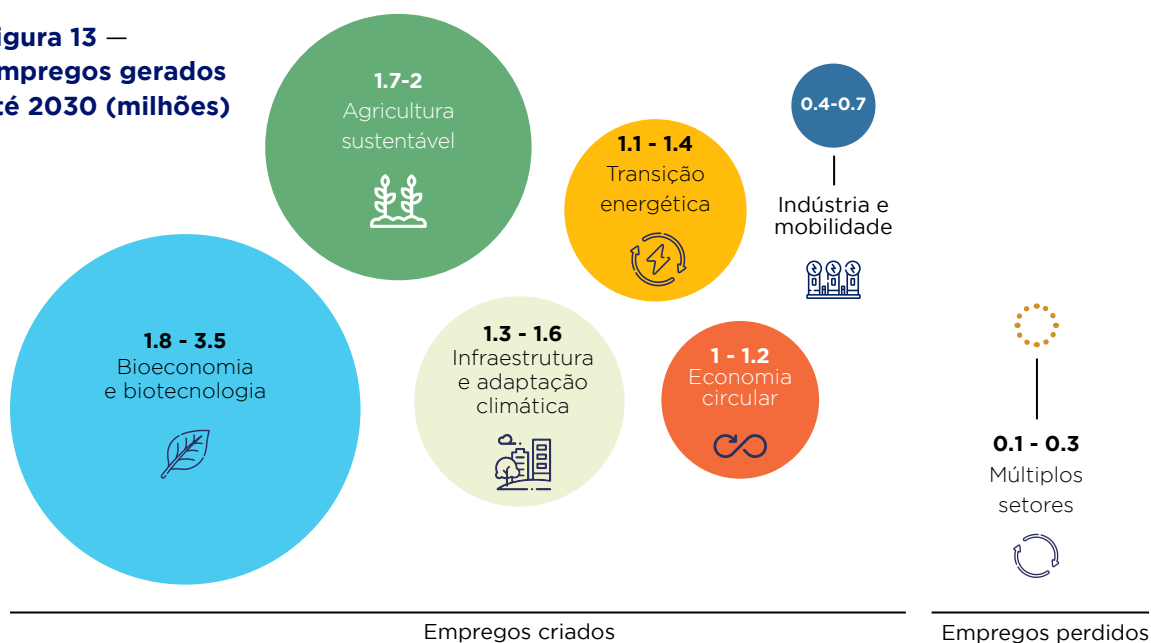 igura 13 —
mpregos gerados
té 2030 (milhões)
1.7-2
Agricultura
sustentável
1.1 - 1.4
Transição
energética
0.4-0.7
Indústria e
mobilidade
1.8 - 3.5
Bioeconomia
e biotecnologia
1.3 - 1.6
Infraestrutura
e adaptação
climática
1 - 1.2
Economia
circular
0.1 - 0.3
Múltiplos
setores
Empregos criados
Empregos perdidos